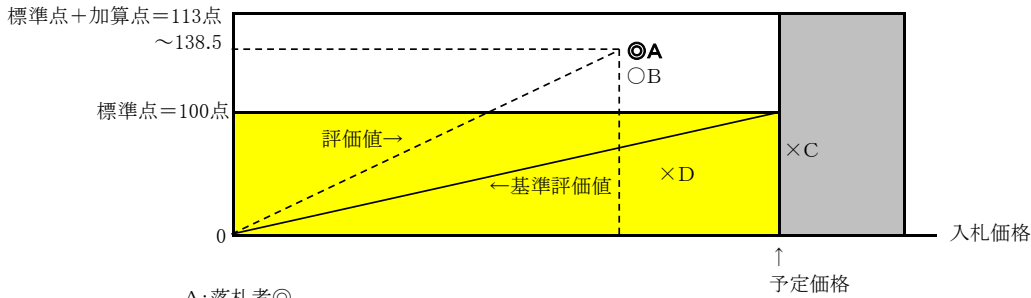 標準点+加算点=113点
~138.5
◎A
○B
標準点=100点
評価値→
×C
×D
←基準評価値
0
入札価格
↑
予定価格
A:落札者◎